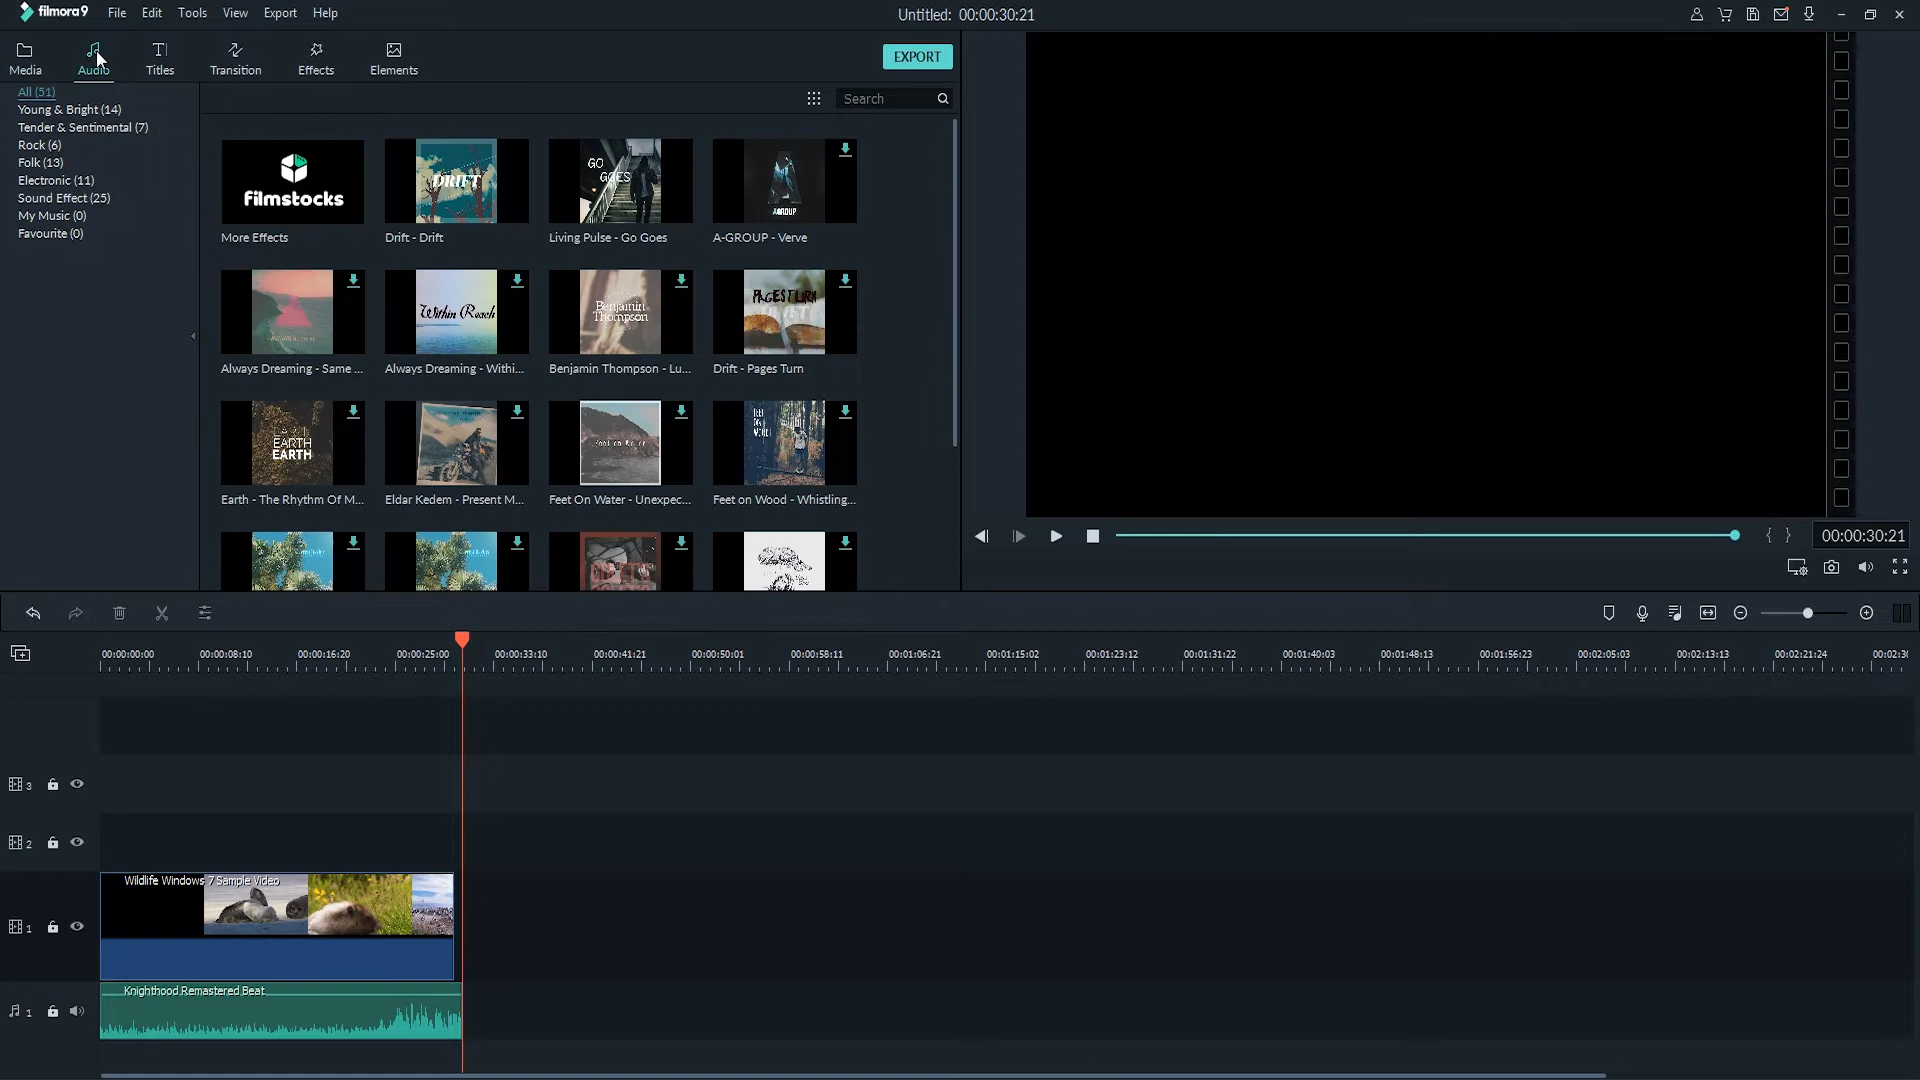 filmora9 File Edit Tools View Export Help
Untitled: 00:00:30:21
Media Audio Titles Transition Effects Elements
EXPORT
All (51)
Young & Bright (14)
Tender & Sentimental (7)
Rock (6)
Folk (13)
Electronic (11)
Sound Effect (25)
My Music (0)
Favourite (0)
Search
filmstocks
DRIFT
GO
GOES
AGROUP
More Effects
Drift - Drift
Living Pulse - Go Goes
A-GROUP - Verve
Within Reach
Benjamin
Thompson
PAGES TURN
Always Dreaming - Same ...
Always Dreaming - Withi...
Benjamin Thompson - Lu...
Drift - Pages Turn
EARTH
EARTH
Feet on Water
FEET
ON
WOOD
Earth - The Rhythm Of M...
Eldar Kedem - Present M...
Feet On Water - Unexpec...
Feet on Wood - Whistling...
00:00:30:21
00:00:00:00 00:00:08:10 00:00:16:20 00:00:25:00 00:00:33:10 00:00:41:21 00:00:50:01 00:00:58:11 00:01:06:21 00:01:15:02 00:01:23:12 00:01:31:22 00:01:40:03 00:01:48:13 00:01:56:23 00:02:05:03 00:02:13:13 00:02:21:24 00:02:30
3
2
Wildlife Windows 7 Sample Video
1
Knighthood Remastered Beat
1